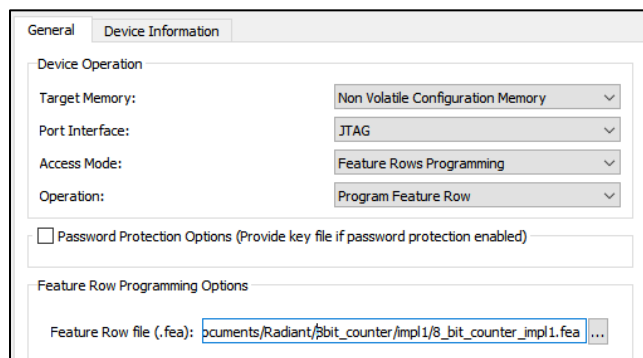 General Device Information
Device Operation
Target Memory: Non Volatile Configuration Memory
Port Interface: JTAG
Access Mode: Feature Rows Programming
Operation: Program Feature Row
Password Protection Options (Provide key file if password protection enabled)
Feature Row Programming Options
Feature Row file (.fea): ocuments/Radiant/8bit_counter/impl1/8_bit_counter_impl1.fea ...